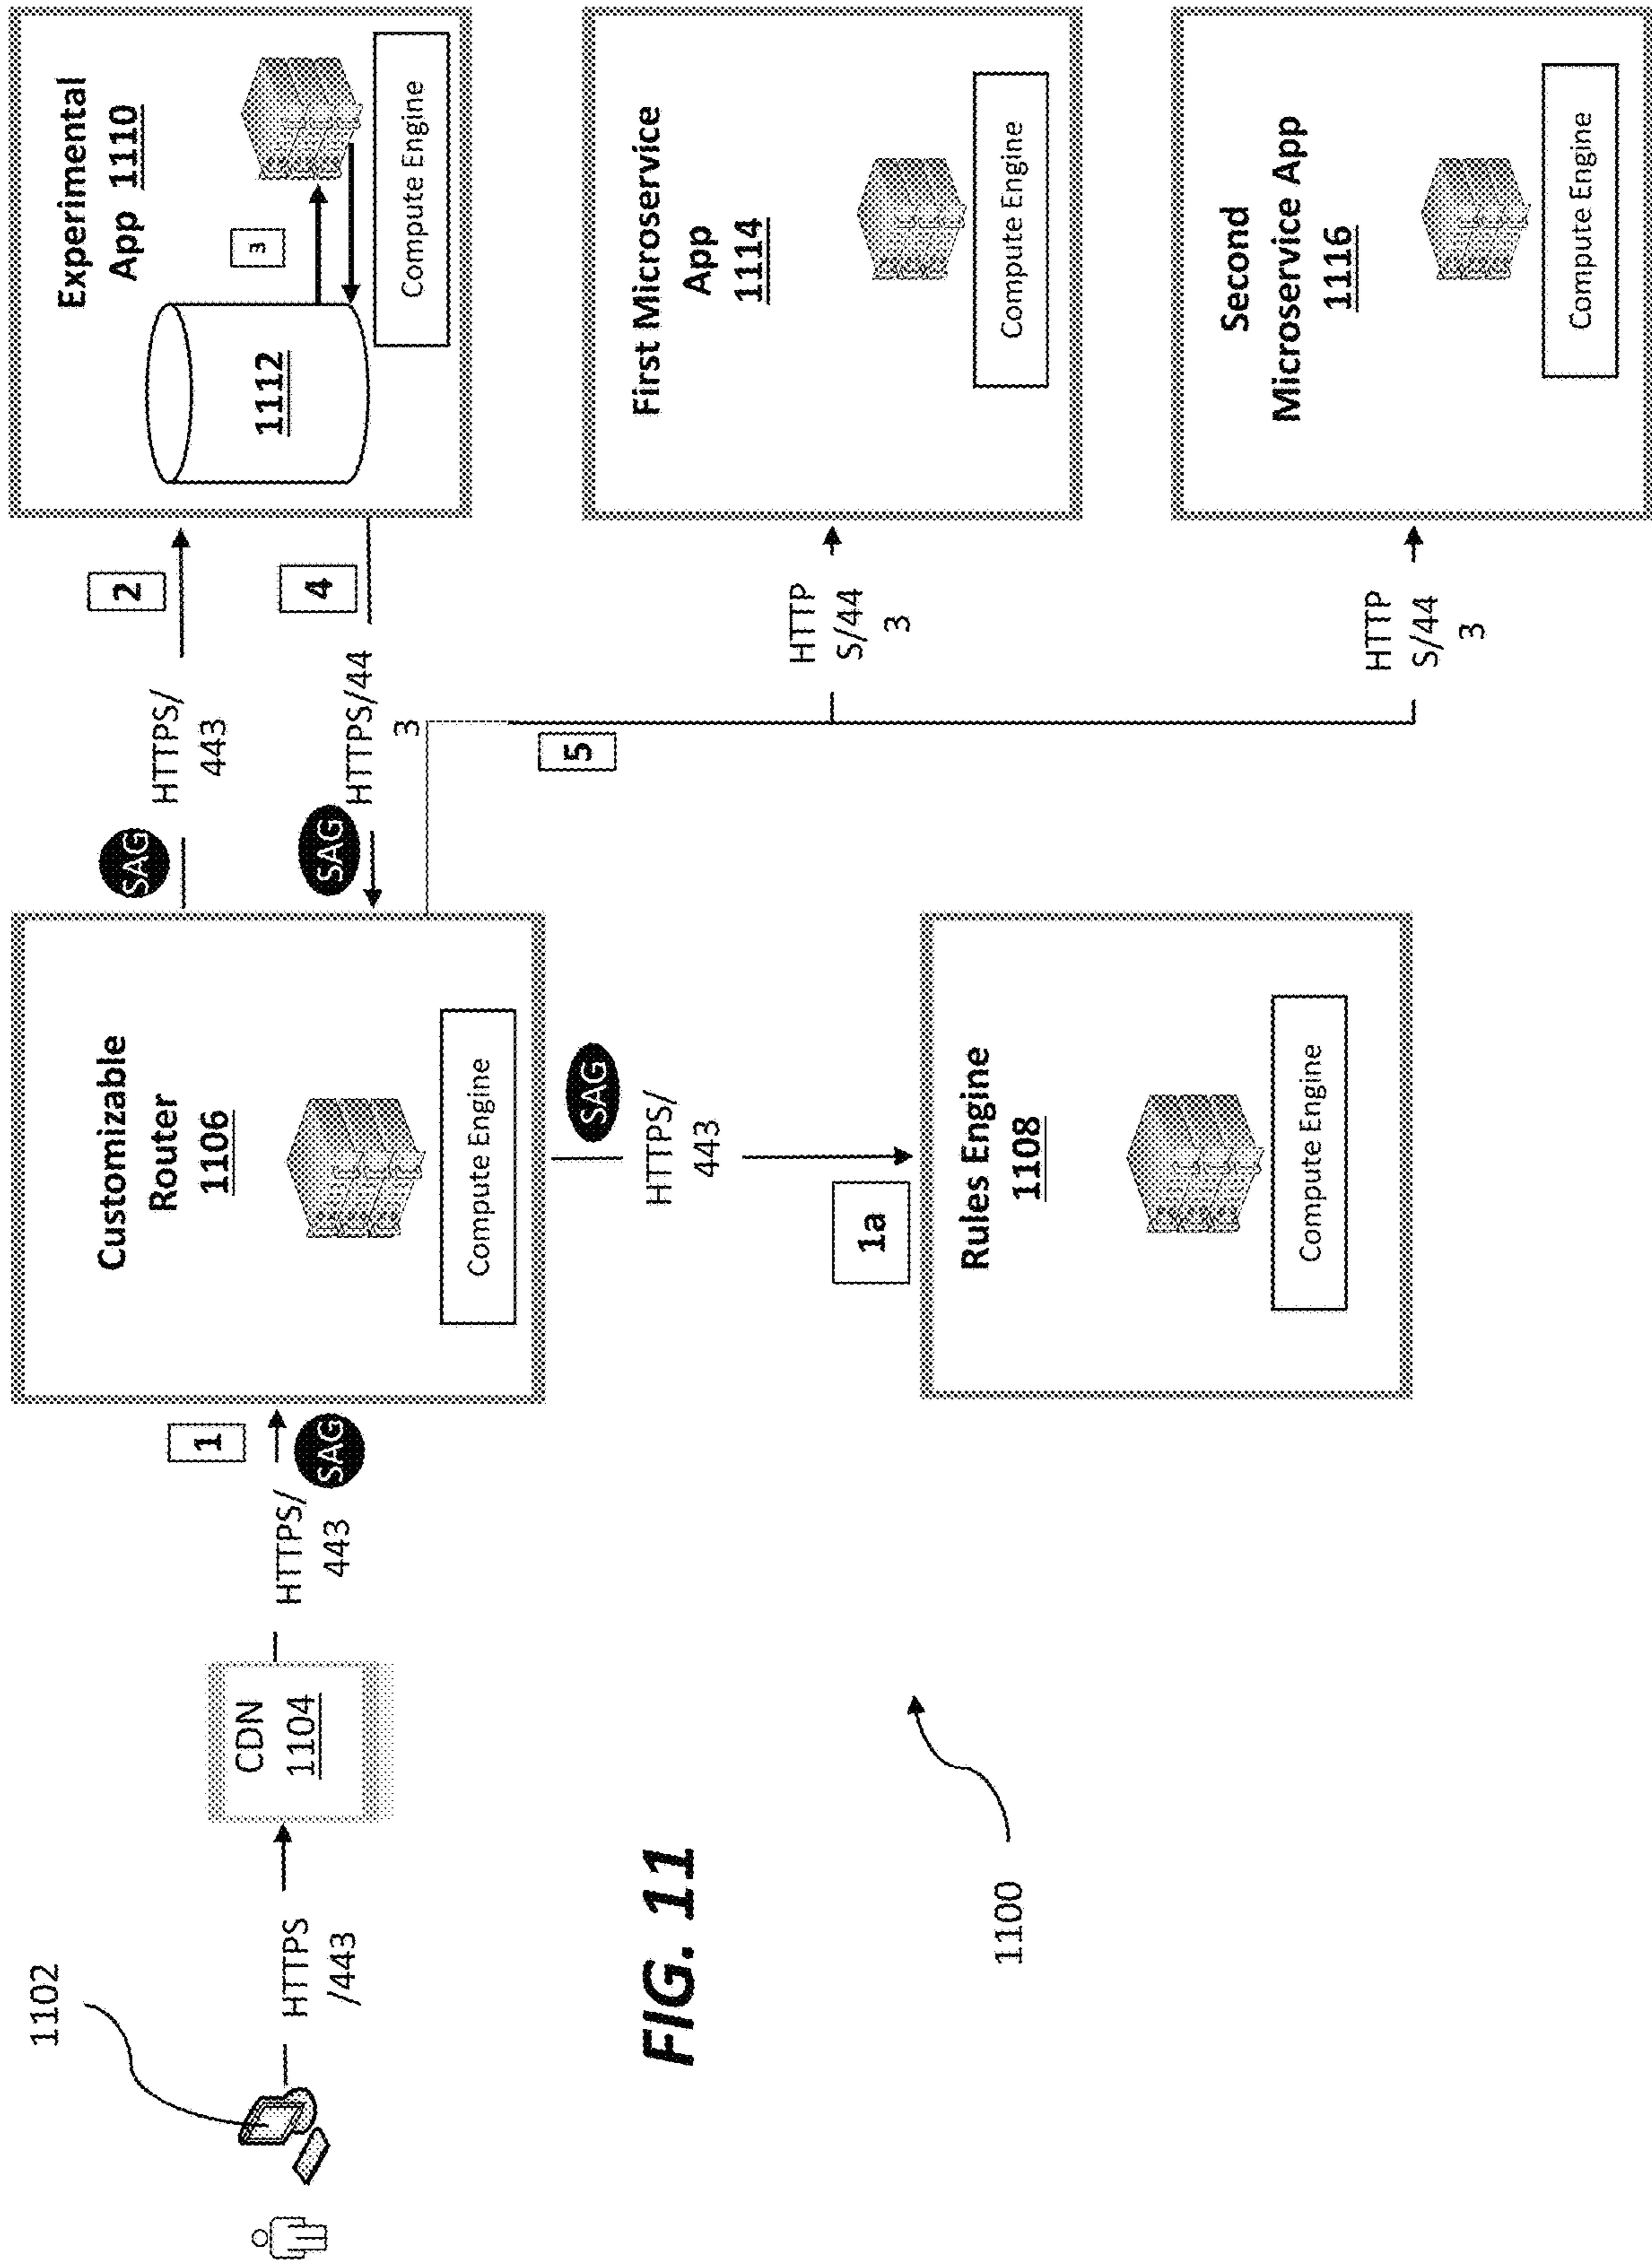 1102
HTTPS
/443
CDN
1104
HTTPS/
443
1
SAG
Customizable
Router
1106
Compute Engine
SAG
HTTPS/
443
1a
Rules Engine
1108
Compute Engine
SAG
HTTPS/
443
2
SAG
HTTPS/44
3
4
5
Experimental
App 1110
1112
3
Compute Engine
HTTP
S/44
3
First Microservice
App
1114
Compute Engine
HTTP
S/44
3
Second
Microservice App
1116
Compute Engine
FIG. 11
1100